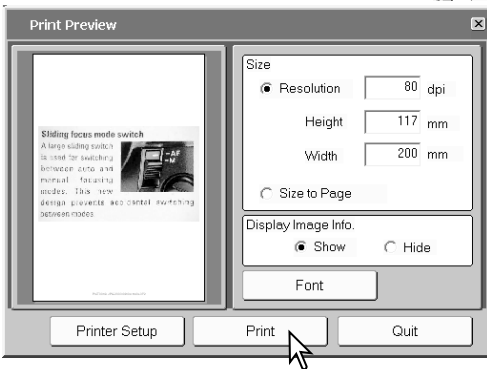 Print Preview
Sliding focus mode switch
A large sliding switch
is used for switching
between auto and
manual focusing
modes. This new
design prevents accidental switching
between modes
AF
M
Size
Resolution 80 dpi
Height 117 mm
Width 200 mm
Size to Page
Display Image Info.
Show Hide
Font
Printer Setup Print Quit